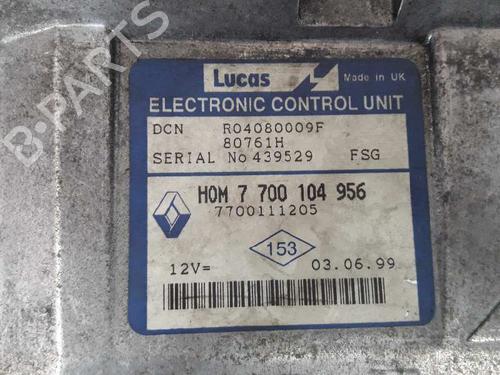 Lucas
Made in UK
ELECTRONIC CONTROL UNIT
DCN R04080009F
80761H
SERIAL No 439529 FSG
HOM 7 700 104 956
7700111205
153
12V= 03.06.99